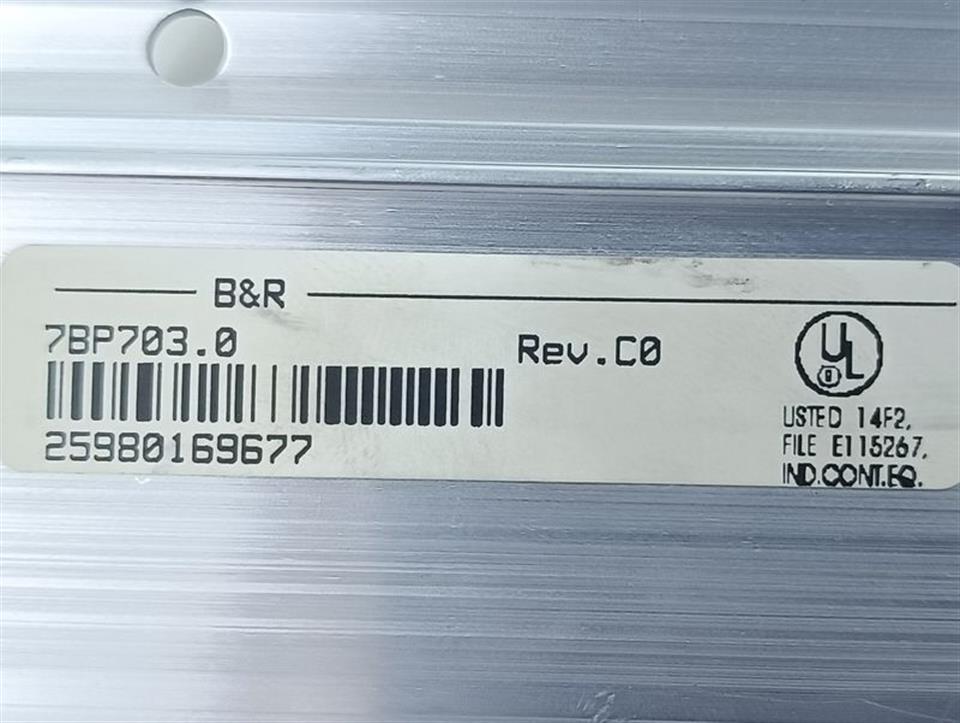 B&R
7BP703.0
Rev.C0
25980169677
UL
LISTED 14F2,
FILE E115267,
IND.CONT.EQ.